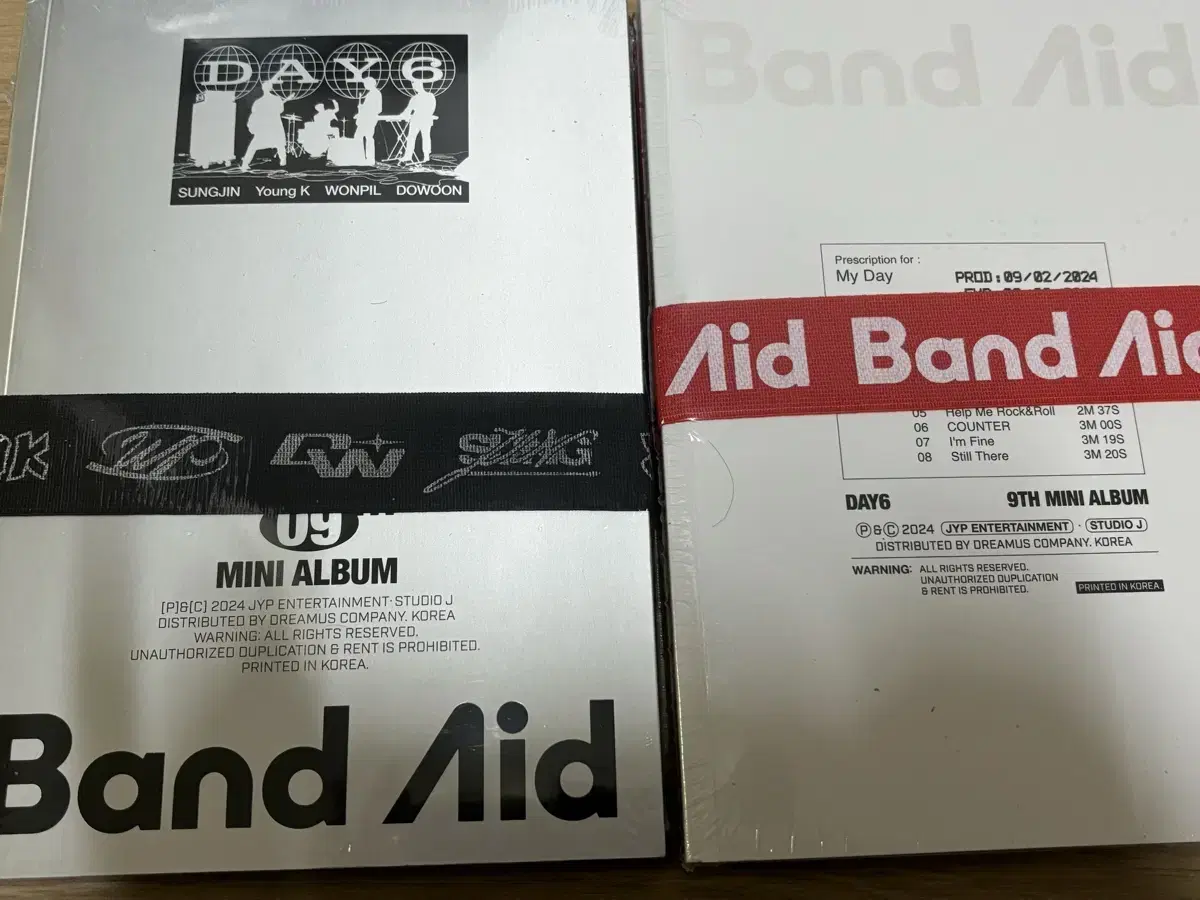 DAY6
SUNGJIN Young K WONPIL DOWOON
09
MINI ALBUM
[P]&[C] 2024 JYP ENTERTAINMENT·STUDIO J
DISTRIBUTED BY DREAMUS COMPANY. KOREA
WARNING: ALL RIGHTS RESERVED.
UNAUTHORIZED DUPLICATION & RENT IS PROHIBITED.
PRINTED IN KOREA.
Band Aid
Band Aid
Prescription for :
My Day
PROD:09/02/2024
Aid Band Aid
05 Help Me Rock&Roll 2M 37S
06 COUNTER 3M 00S
07 I'm Fine 3M 19S
08 Still There 3M 20S
DAY6 9TH MINI ALBUM
Ⓟ&Ⓒ 2024 JYP ENTERTAINMENT · STUDIO J
DISTRIBUTED BY DREAMUS COMPANY. KOREA
WARNING: ALL RIGHTS RESERVED.
UNAUTHORIZED DUPLICATION
& RENT IS PROHIBITED.
PRINTED IN KOREA.